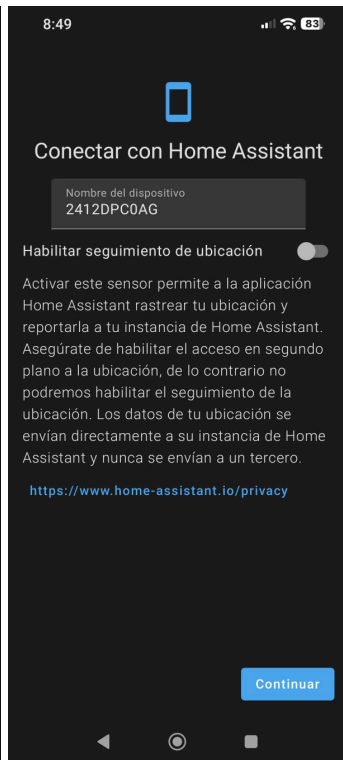 8:49
83
Conectar con Home Assistant
Nombre del dispositivo
2412DPC0AG
Habilitar seguimiento de ubicación
Activar este sensor permite a la aplicación
Home Assistant rastrear tu ubicación y
reportarla a tu instancia de Home Assistant.
Asegúrate de habilitar el acceso en segundo
plano a la ubicación, de lo contrario no
podremos habilitar el seguimiento de la
ubicación. Los datos de tu ubicación se
envían directamente a su instancia de Home
Assistant y nunca se envían a un tercero.
https://www.home-assistant.io/privacy
Continuar